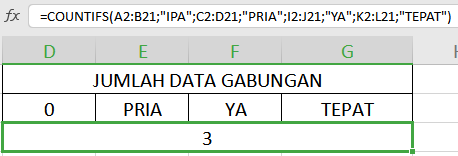 fx =COUNTIFS(A2:B21;"IPA";C2:D21;"PRIA";I2:J21;"YA";K2:L21;"TEPAT")
D E F G
JUMLAH DATA GABUNGAN
0 PRIA YA TEPAT
3